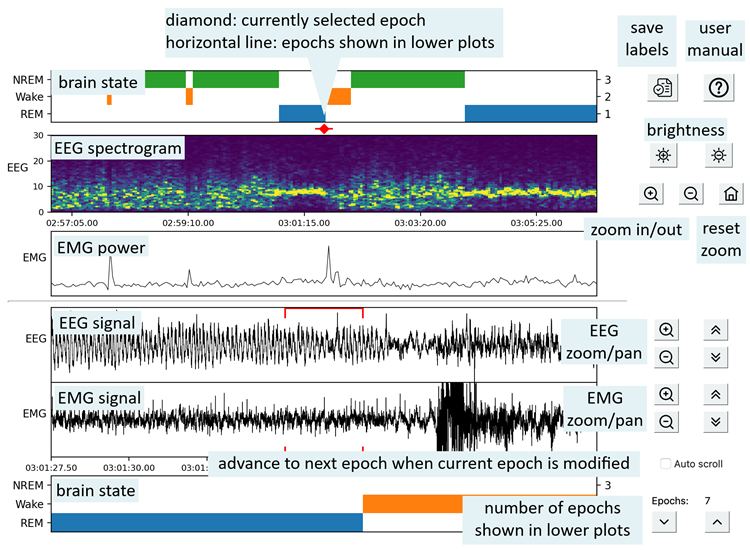 diamond: currently selected epoch
horizontal line: epochs shown in lower plots
save
labels
user
manual
NREM
Wake
REM
brain state
3
2
1
brightness
EEG spectrogram
EEG
30
20
10
0
02:57:05.00
02:59:10.00
03:01:15.00
03:03:20.00
03:05:25.00
zoom in/out
reset
zoom
EMG power
EMG
EEG signal
EEG
EEG
zoom/pan
EMG signal
EMG
EMG
zoom/pan
03:01:27.50
03:01:30.00
advance to next epoch when current epoch is modified
Auto scroll
brain state
NREM
Wake
REM
3
number of epochs
shown in lower plots
Epochs: 7